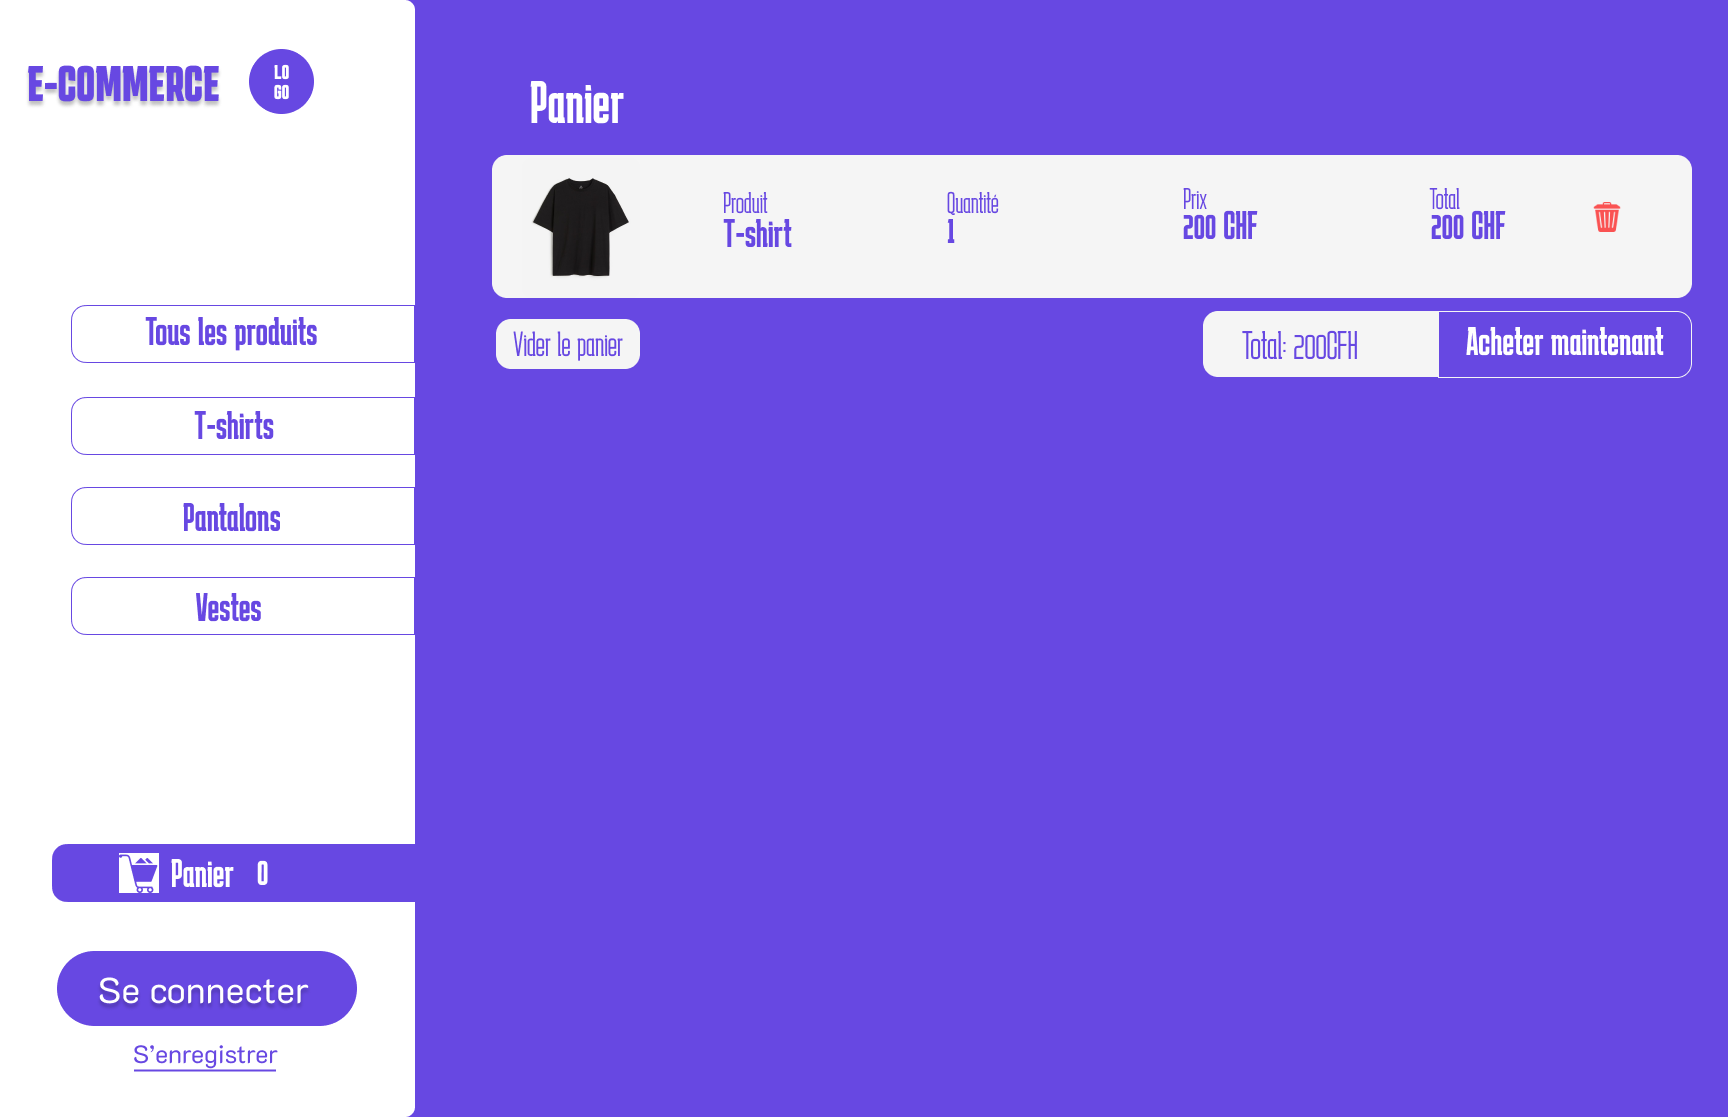 E-COMMERCE
LO
GO
Tous les produits
T-shirts
Pantalons
Vestes
Panier 0
Se connecter
S'enregistrer
Panier
Produit
T-shirt
Quantité
1
Prix
200 CHF
Total
200 CHF
Vider le panier
Total: 200CFH
Acheter maintenant